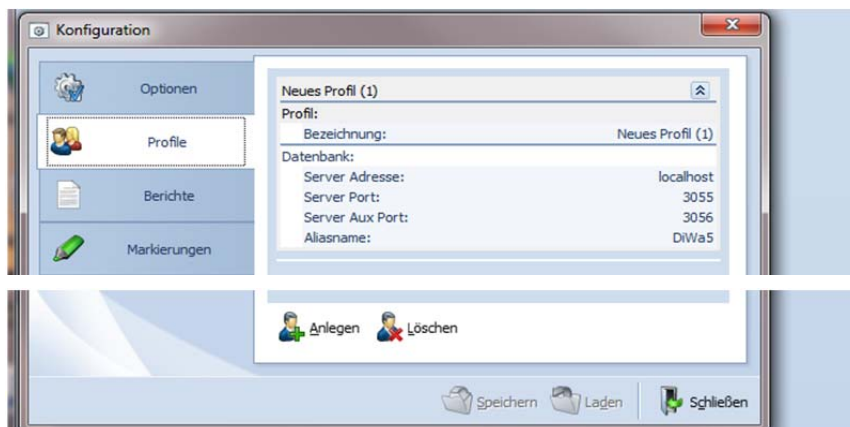 Konfiguration
Optionen
Profile
Berichte
Markierungen
Neues Profil (1)
Profil:
Bezeichnung: Neues Profil (1)
Datenbank:
Server Adresse: localhost
Server Port: 3055
Server Aux Port: 3056
Aliasname: DiWa5
Anlegen Löschen
Speichern Laden Schließen